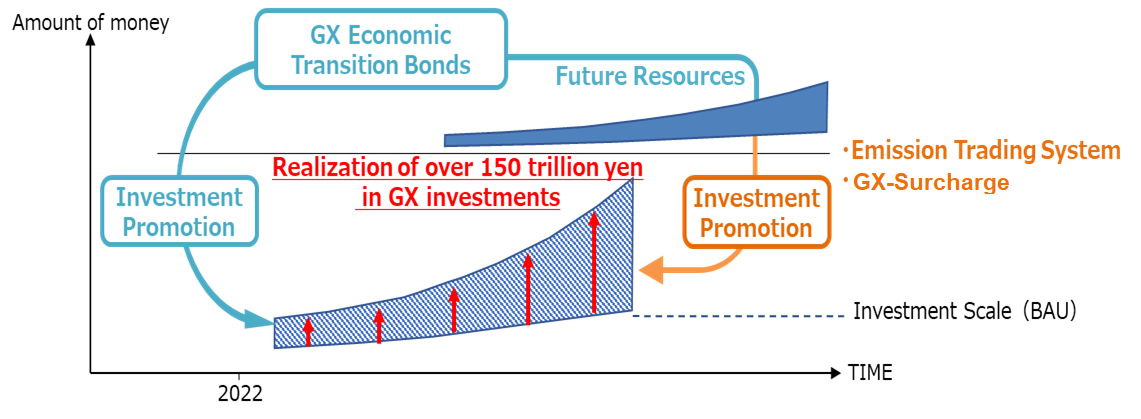 Amount of money
GX Economic
Transition Bonds
Future Resources
Realization of over 150 trillion yen
in GX investments
・Emission Trading System
・GX-Surcharge
Investment
Promotion
Investment
Promotion
Investment Scale（BAU）
TIME
2022